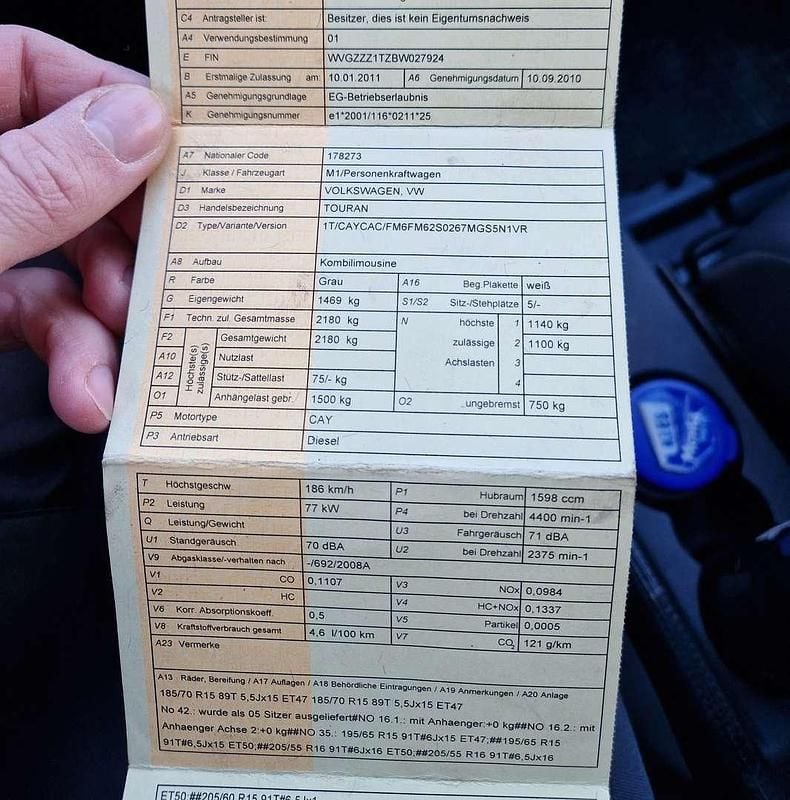 C4 Antragsteller ist: Besitzer, dies ist kein Eigentumsnachweis
A4 Verwendungsbestimmung 01
E FIN WVGZZZ1TZBW027924
B Erstmalige Zulassung am: 10.01.2011 A6 Genehmigungsdatum 10.09.2010
A5 Genehmigungsgrundlage EG-Betriebserlaubnis
K Genehmigungsnummer e1*2001/116*0211*25
A7 Nationaler Code 178273
J Klasse / Fahrzeugart M1/Personenkraftwagen
D1 Marke VOLKSWAGEN, VW
D3 Handelsbezeichnung TOURAN
D2 Type/Variante/Version 1T/CAYCAC/FM6FM62S0267MGS5N1VR
A8 Aufbau Kombilimousine
R Farbe Grau A16 Beg.Plakette weiß
G Eigengewicht 1469 kg S1/S2 Sitz-/Stehplätze 5/-
F1 Techn. zul. Gesamtmasse 2180 kg N höchste 1 1140 kg
F2 Höchste(s) zulässige(s) Gesamtgewicht 2180 kg zulässige 2 1100 kg
A10 Nutzlast Achslasten 3
A12 Stütz-/Sattellast 75/- kg 4
O1 Anhängelast gebr. 1500 kg O2 ungebremst 750 kg
P5 Motortype CAY
P3 Antriebsart Diesel
T Höchstgeschw. 186 km/h P1 Hubraum 1598 ccm
P2 Leistung 77 kW P4 bei Drehzahl 4400 min-1
Q Leistung/Gewicht U3 Fahrgeräusch 71 dBA
U1 Standgeräusch 70 dBA U2 bei Drehzahl 2375 min-1
V9 Abgasklasse/-verhalten nach -/692/2008A
V1 CO 0,1107 V3 NOx 0,0984
V2 HC V4 HC+NOx 0,1337
V6 Korr. Absorptionskoeff. 0,5 V5 Partikel 0,0005
V8 Kraftstoffverbrauch gesamt 4,6 l/100 km V7 CO2 121 g/km
A23 Vermerke
A13 Räder, Bereifung / A17 Auflagen / A18 Behördliche Eintragungen / A19 Anmerkungen / A20 Anlage
185/70 R15 89T 5,5Jx15 ET47 185/70 R15 89T 5,5Jx15 ET47
No 42.: wurde als 05 Sitzer ausgeliefert#NO 16.1.: mit Anhaenger:+0 kg##NO 16.2.: mit
Anhaenger Achse 2:+0 kg##NO 35.: 195/65 R15 91T#6Jx15 ET47;##195/65 R15
91T#6,5Jx15 ET50;##205/55 R16 91T#6Jx16 ET50;##205/55 R16 91T#6,5Jx16
ET50;##205/60 R15 91T#6,5Jx1